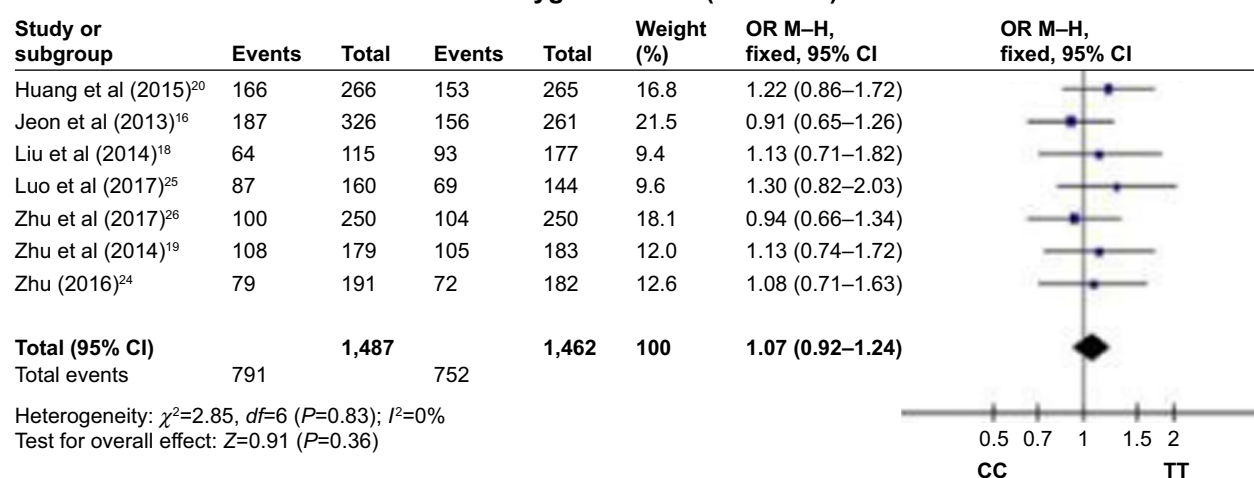 Study or subgroup Events Total Events Total Weight (%) OR M–H, fixed, 95% CI OR M–H, fixed, 95% CI
Huang et al (2015)20 166 266 153 265 16.8 1.22 (0.86–1.72)
Jeon et al (2013)16 187 326 156 261 21.5 0.91 (0.65–1.26)
Liu et al (2014)18 64 115 93 177 9.4 1.13 (0.71–1.82)
Luo et al (2017)25 87 160 69 144 9.6 1.30 (0.82–2.03)
Zhu et al (2017)26 100 250 104 250 18.1 0.94 (0.66–1.34)
Zhu et al (2014)19 108 179 105 183 12.0 1.13 (0.74–1.72)
Zhu (2016)24 79 191 72 182 12.6 1.08 (0.71–1.63)
Total (95% CI) 1,487 1,462 100 1.07 (0.92–1.24)
Total events 791 752
Heterogeneity: χ2=2.85, df=6 (P=0.83); I2=0%
Test for overall effect: Z=0.91 (P=0.36)
0.5 0.7 1 1.5 2
CC TT